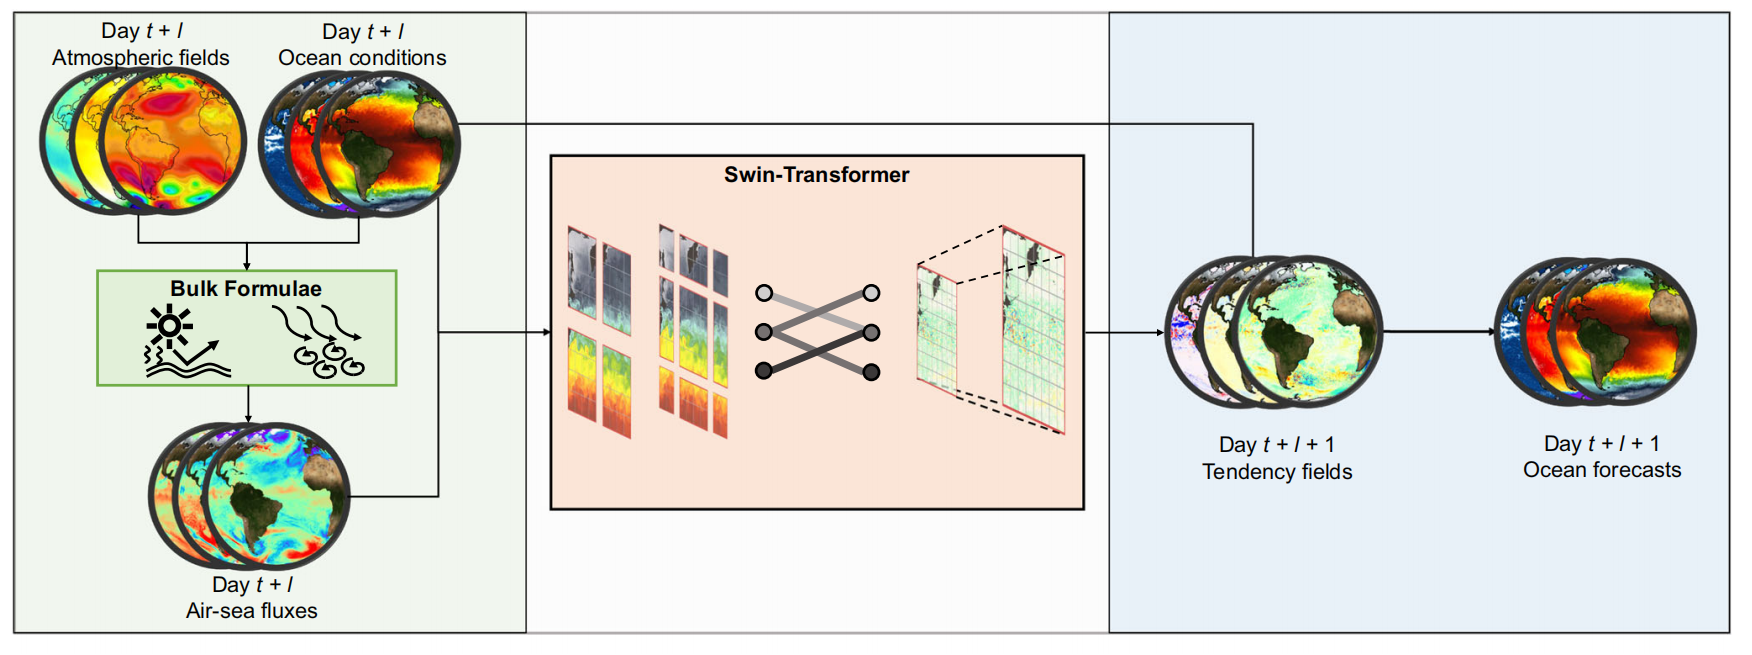 Day t + l
Atmospheric fields
Day t + l
Ocean conditions
Bulk Formulae
Day t + l
Air-sea fluxes
Swin-Transformer
Day t + l + 1
Tendency fields
Day t + l + 1
Ocean forecasts